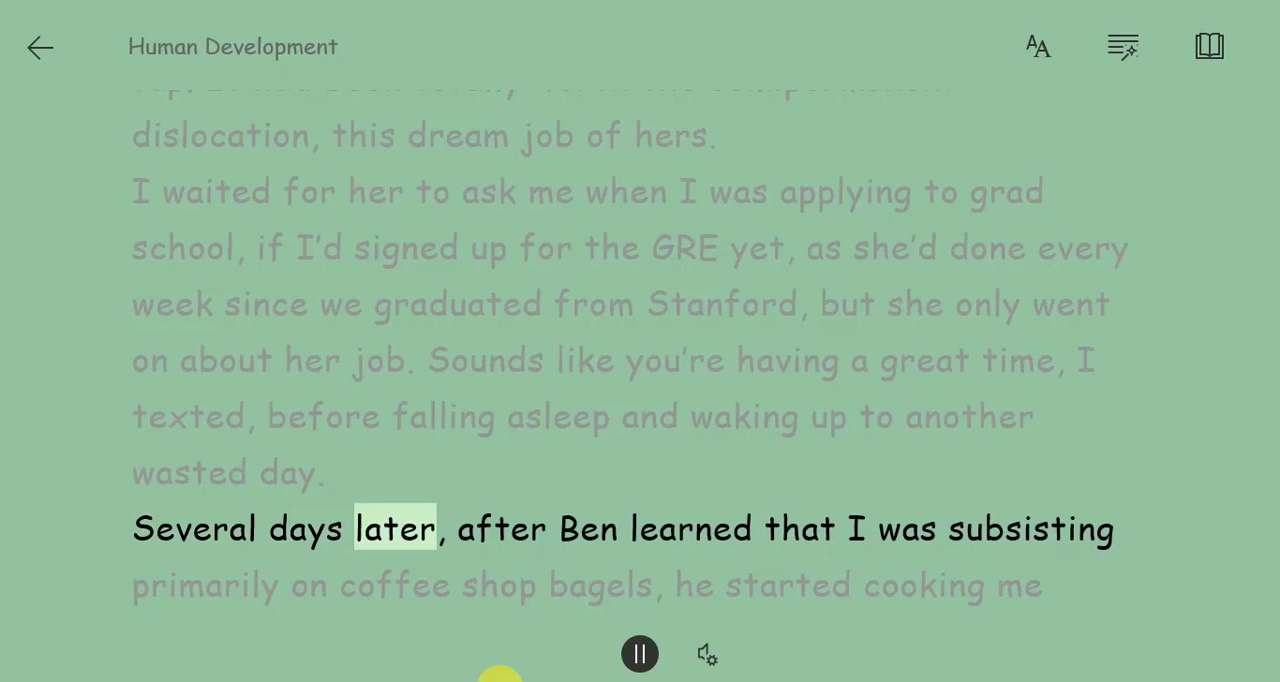 Human Development
dislocation, this dream job of hers.
I waited for her to ask me when I was applying to grad
school, if I'd signed up for the GRE yet, as she'd done every
week since we graduated from Stanford, but she only went
on about her job. Sounds like you're having a great time, I
texted, before falling asleep and waking up to another
wasted day.
Several days later, after Ben learned that I was subsisting
primarily on coffee shop bagels, he started cooking me